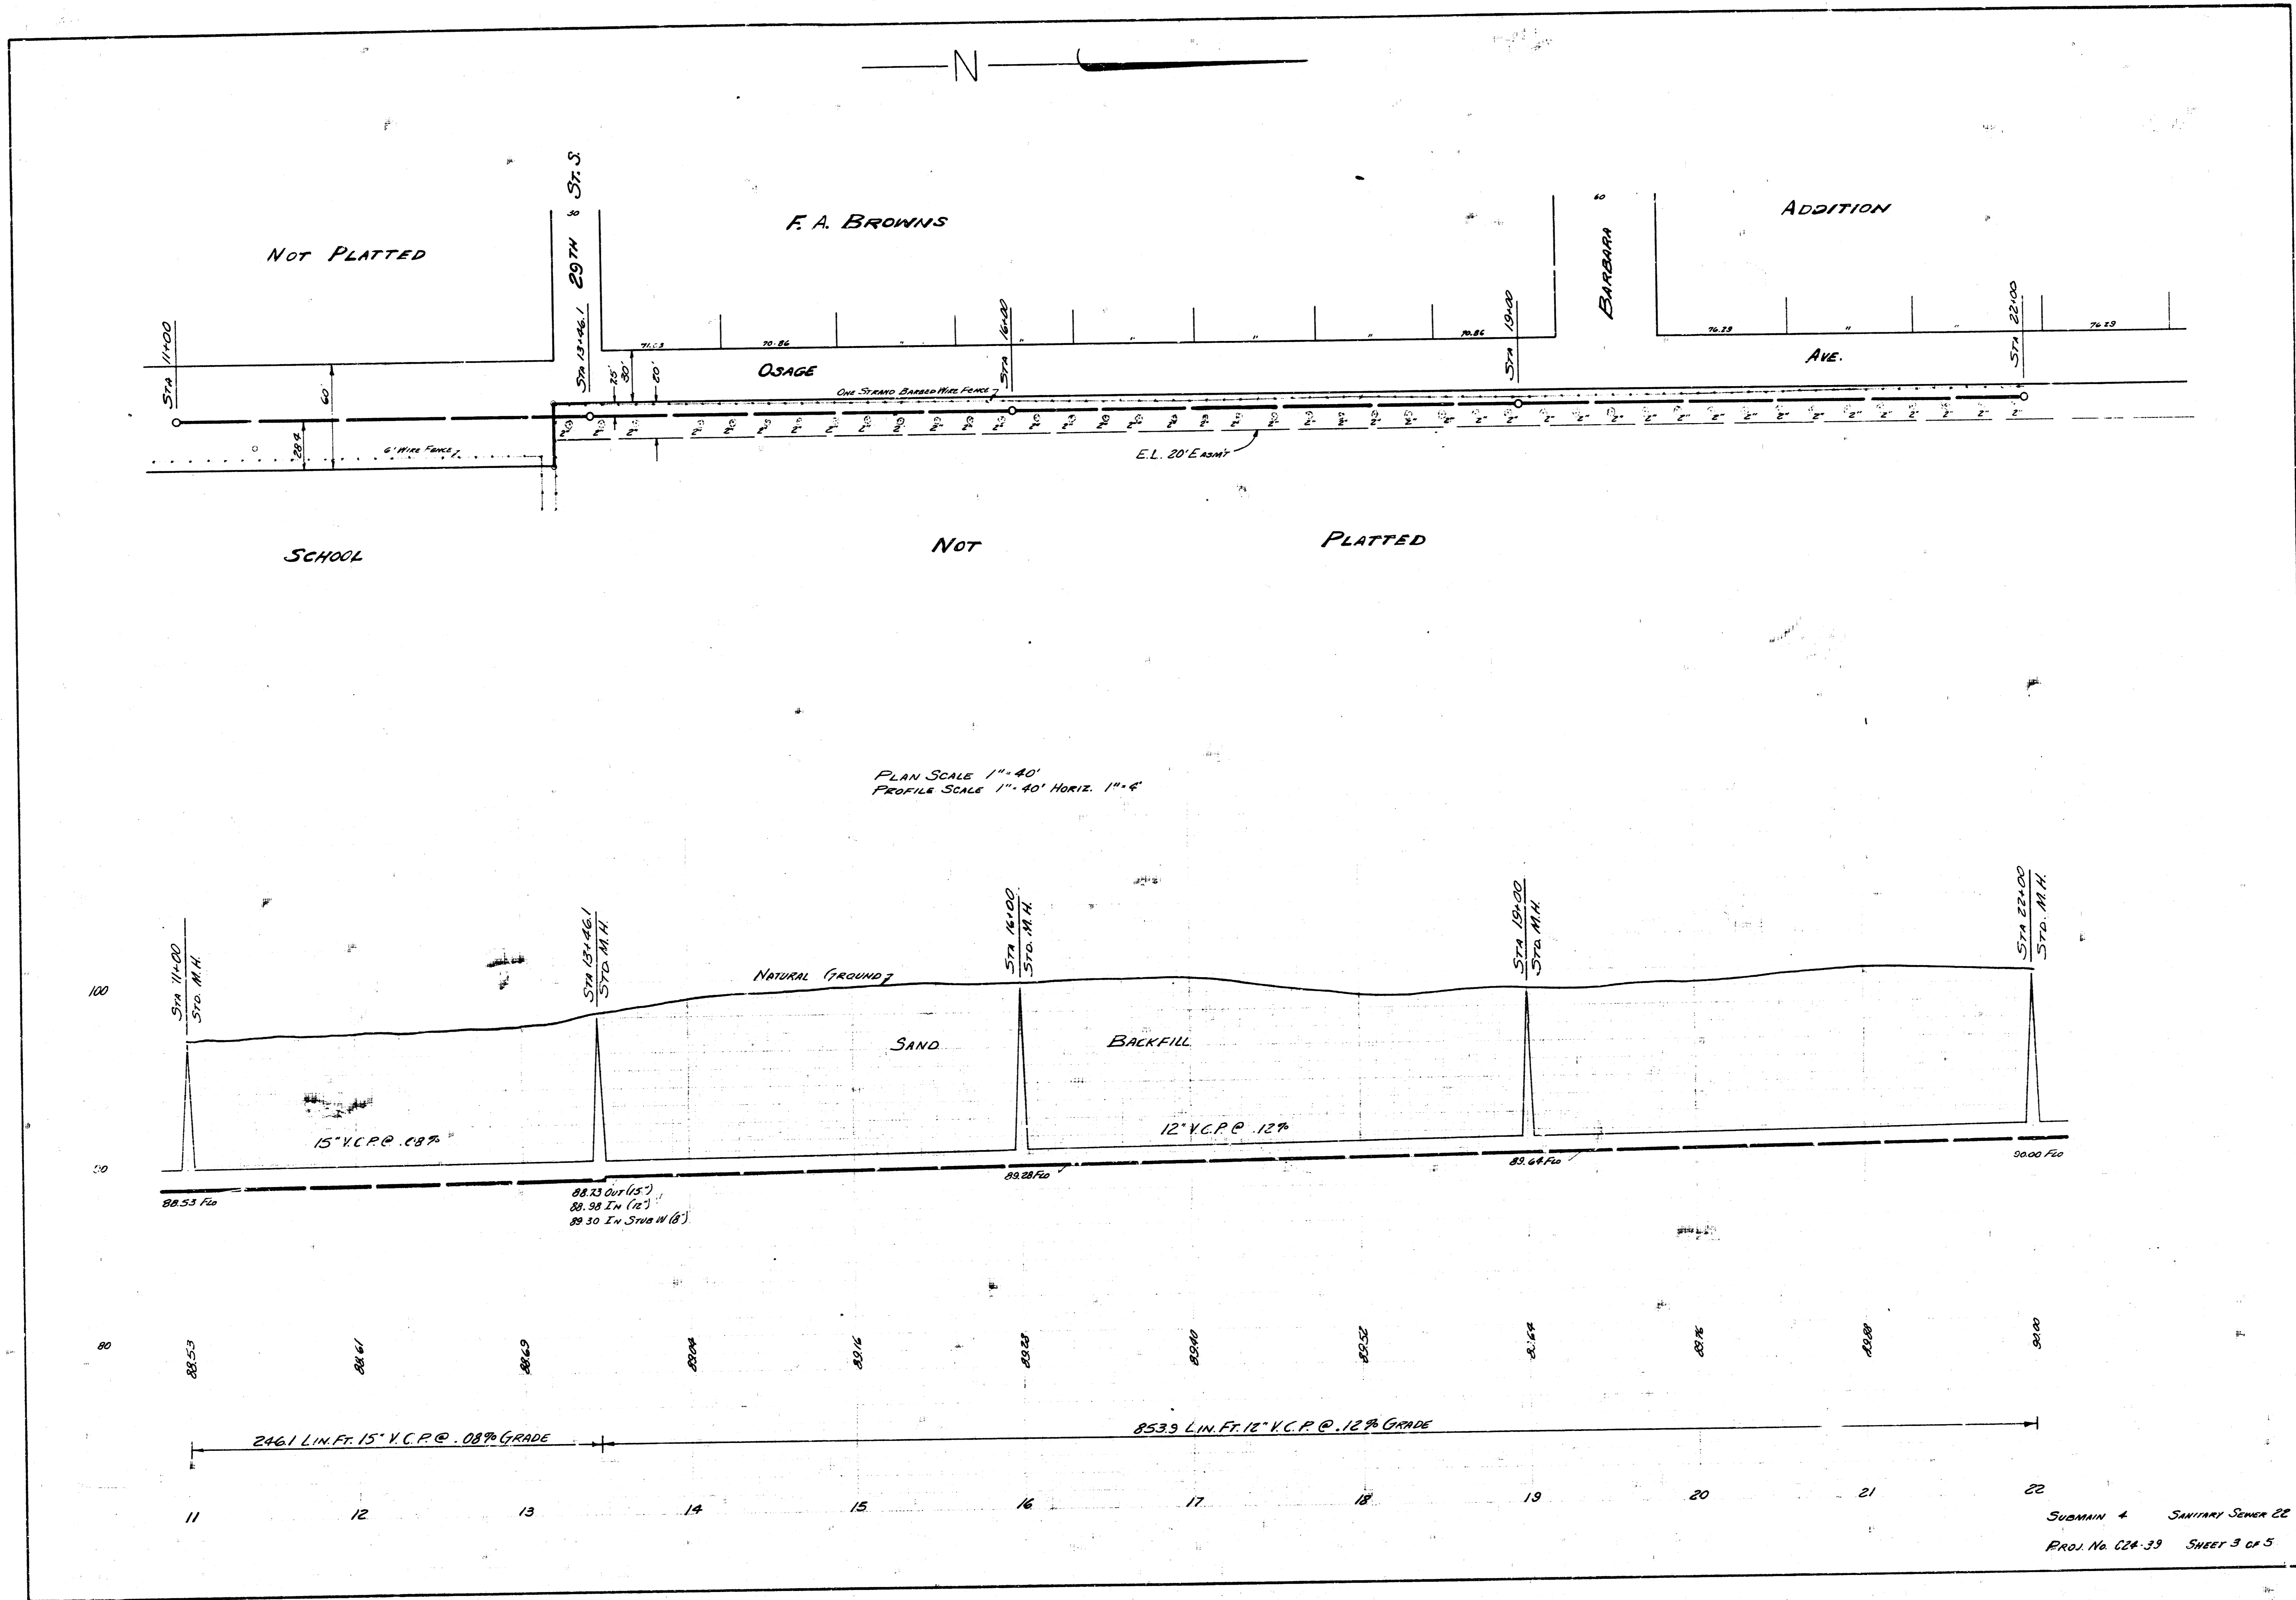 N
29TH ST. S.
30
F. A. BROWNS
60
BARBARA
ADDITION
NOT PLATTED
STA 11+00
STA 13+46.1
STA 16+00
STA 19+00
STA 22+00
70.86
"
"
"
"
"
70.86
76.29
"
"
76.29
OSAGE
AVE.
60'
25'
30'
20'
ONE STRAND BARBED WIRE FENCE
28.4
6' WIRE FENCE
E.L. 20' EASM'T
SCHOOL
NOT
PLATTED
PLAN SCALE 1"=40'
PROFILE SCALE 1"=40' HORIZ. 1"=4'
STA 11+00
STD. M.H.
STA 13+46.1
STD. M.H.
STA 16+00
STD. M.H.
STA 19+00
STD. M.H.
STA 22+00
STD. M.H.
100
NATURAL GROUND
SAND
BACKFILL
15" V.C.P. @ .08%
12" V.C.P. @ .12%
90
88.53 FLO
88.73 OUT (15")
88.98 IN (12")
89.30 IN STUB W (8")
89.28 FLO
89.64 FLO
90.00 FLO
80
88.53
88.61
88.69
89.04
89.16
89.28
89.40
89.52
89.64
89.76
89.88
90.00
246.1 LIN. FT. 15" V.C.P. @ .08% GRADE
853.9 LIN. FT. 12" V.C.P. @ .12% GRADE
11
12
13
14
15
16
17
18
19
20
21
22
SUBMAIN 4 SANITARY SEWER 22
PROJ. NO. C24-39 SHEET 3 OF 5